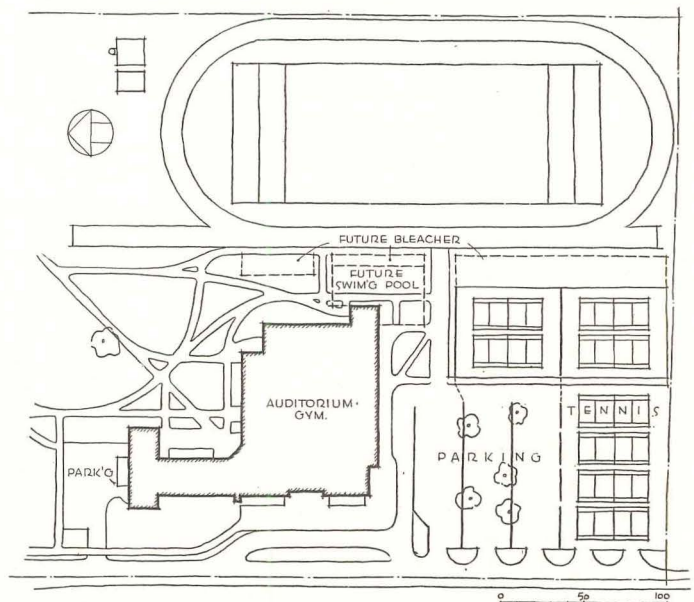 FUTURE BLEACHER
FUTURE
SWIM'G POOL
AUDITORIUM·
GYM.
TENNIS
PARKING
PARK'G
0 50 100